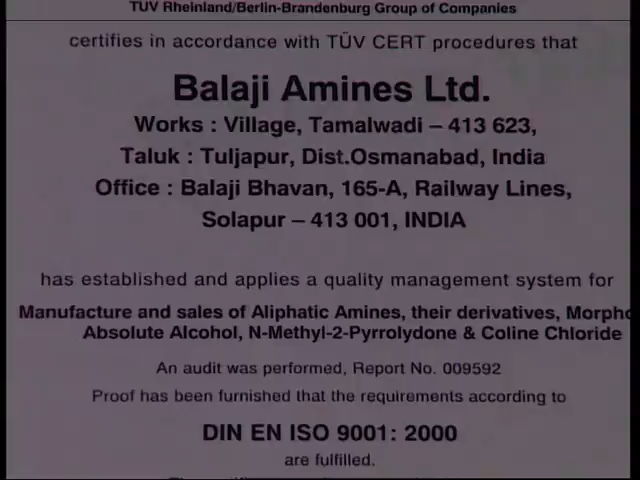 TÜV Rheinland/Berlin-Brandenburg Group of Companies
certifies in accordance with TÜV CERT procedures that
Balaji Amines Ltd.
Works : Village, Tamalwadi – 413 623,
Taluk : Tuljapur, Dist.Osmanabad, India
Office : Balaji Bhavan, 165-A, Railway Lines,
Solapur – 413 001, INDIA
has established and applies a quality management system for
Manufacture and sales of Aliphatic Amines, their derivatives, Morpho
Absolute Alcohol, N-Methyl-2-Pyrrolydone & Coline Chloride
An audit was performed, Report No. 009592
Proof has been furnished that the requirements according to
DIN EN ISO 9001: 2000
are fulfilled.